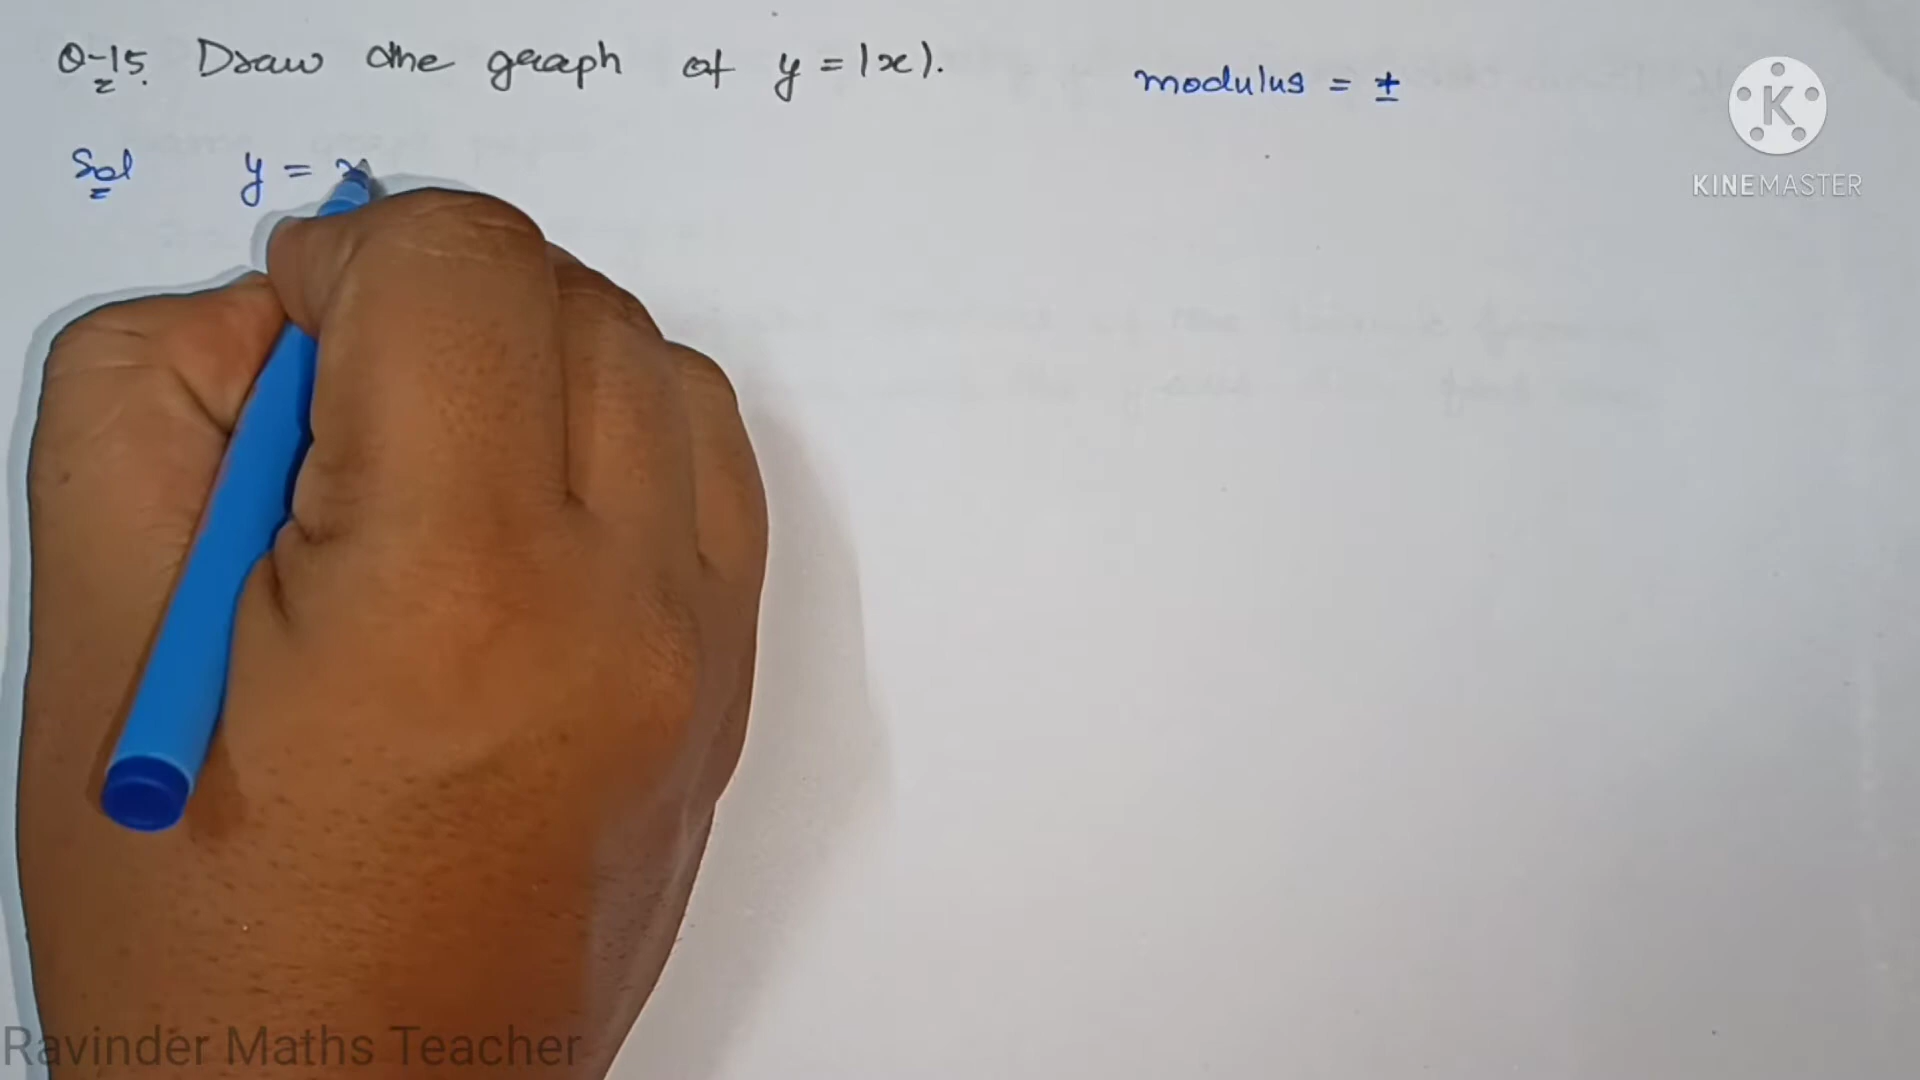 Q-15. Draw the graph of y = |x|.
modulus = ±
K
KINEMASTER
Sol y = x
Ravinder Maths Teacher